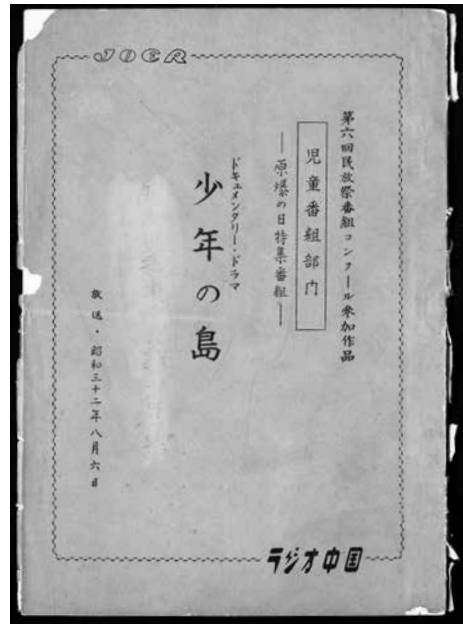 JOER
第六回民放祭番組コンクール参加作品
児童番組部門
──原爆の日特集番組──
ドキュメンタリー・ドラマ
少年の島
放送・昭和三十二年八月六日
ラジオ中国